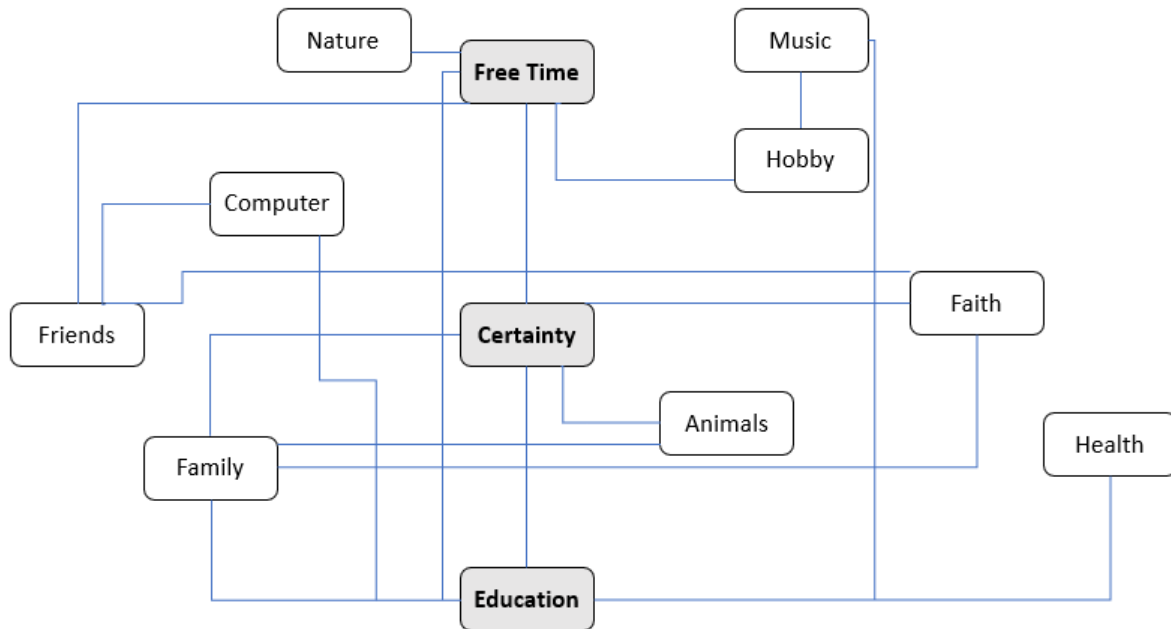 Nature
Music
Free Time
Hobby
Computer
Faith
Friends
Certainty
Animals
Health
Family
Education